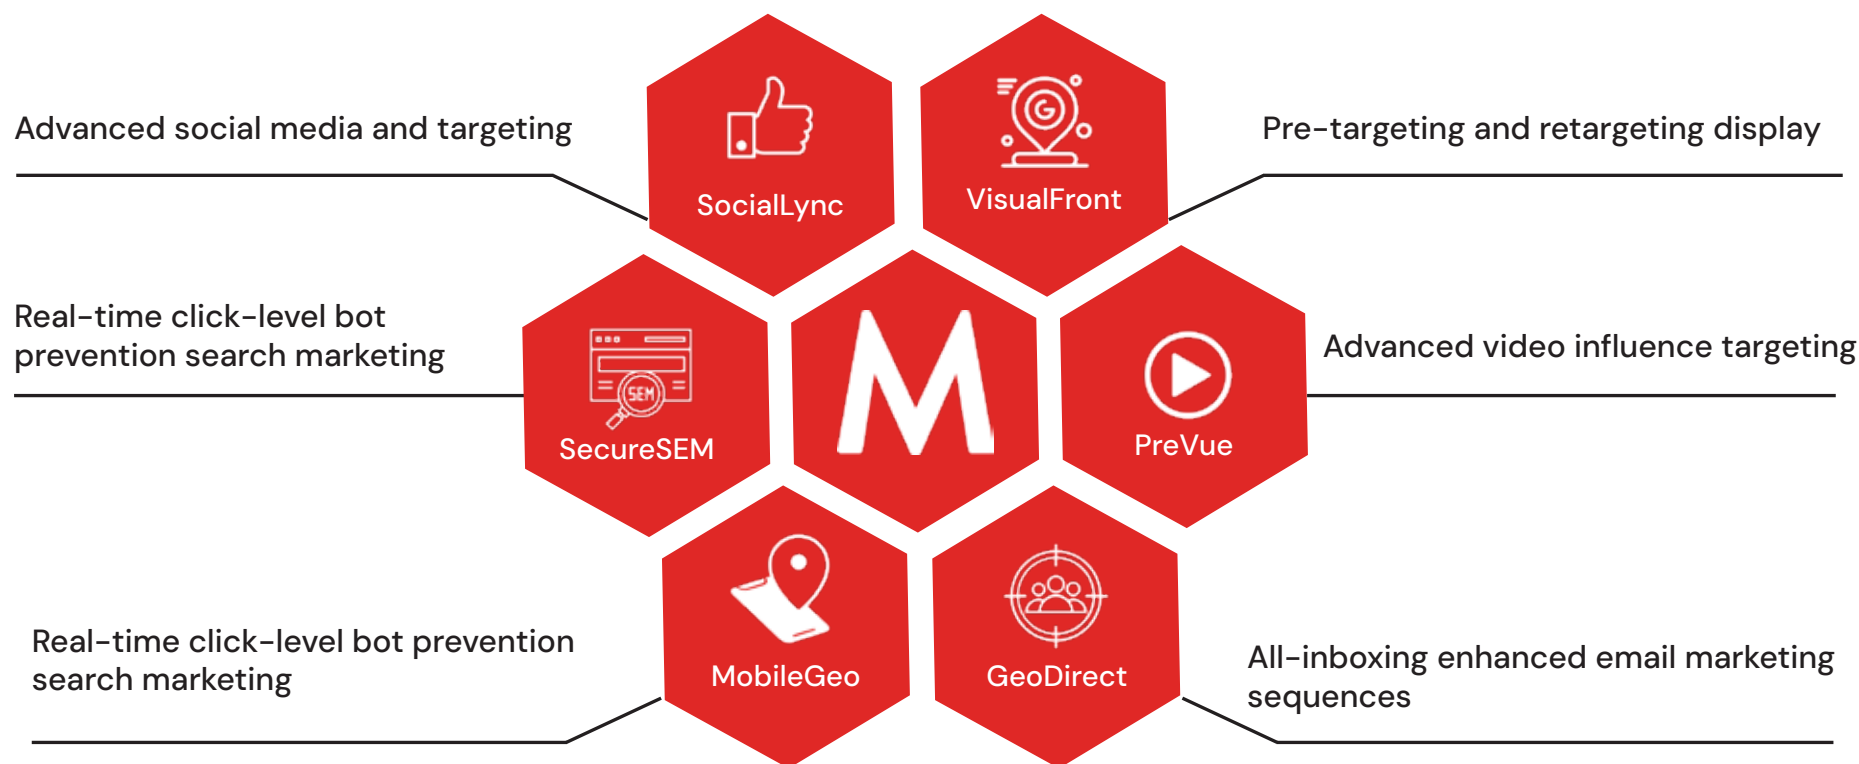 Advanced social media and targeting
SocialLync
G
VisualFront
Pre-targeting and retargeting display
Real-time click-level bot
prevention search marketing
SEM
SecureSEM
M
PreVue
Advanced video influence targeting
Real-time click-level bot prevention
search marketing
MobileGeo
GeoDirect
All-inboxing enhanced email marketing
sequences